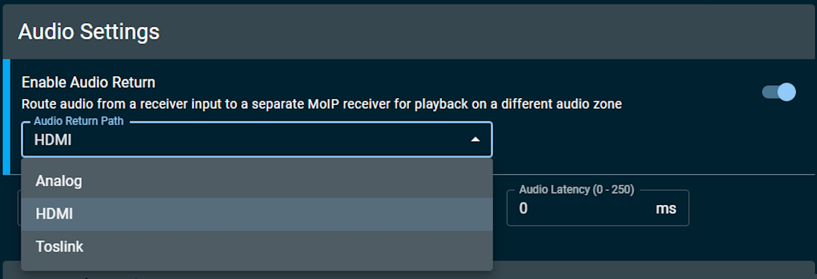 Audio Settings
Enable Audio Return
Route audio from a receiver input to a separate MoIP receiver for playback on a different audio zone
Audio Return Path
HDMI
Analog
HDMI
Toslink
Audio Latency (0 - 250)
0 ms